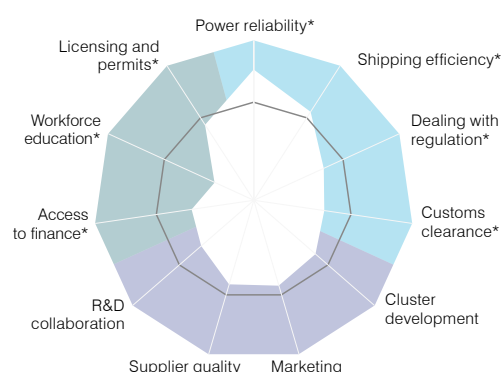 Power reliability*
Shipping efficiency*
Dealing with
regulation*
Customs
clearance*
Cluster
development
Marketing
Supplier quality
R&D
collaboration
Access
to finance*
Workforce
education*
Licensing and
permits*